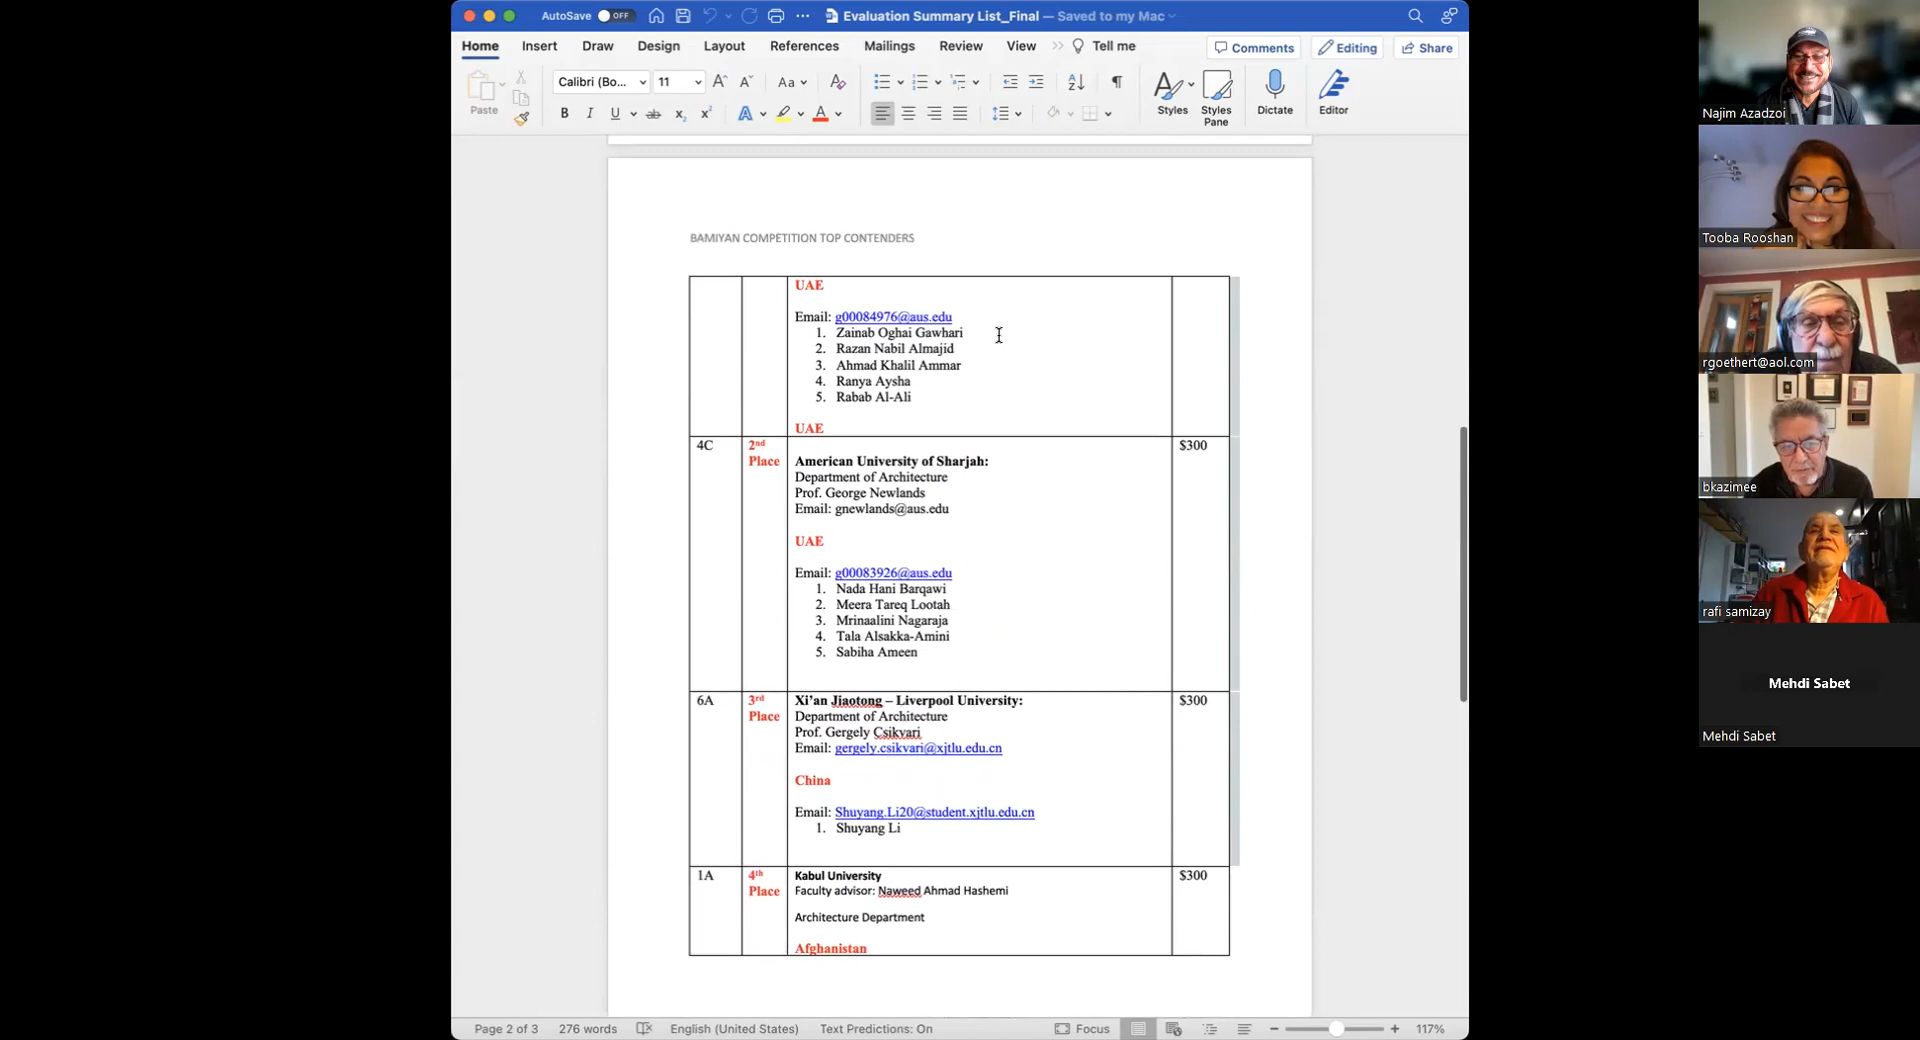 AutoSave OFF
Evaluation Summary List_Final — Saved to my Mac
Home Insert Draw Design Layout References Mailings Review View Tell me
Comments Editing Share
Paste
Calibri (Bo... 11
Aa
B I U ab x₂ x²
A A
Styles
Styles Pane
Dictate
Editor
BAMIYAN COMPETITION TOP CONTENDERS
UAE
Email: g00084976@aus.edu
1. Zainab Oghai Gawhari
2. Razan Nabil Almajid
3. Ahmad Khalil Ammar
4. Ranya Aysha
5. Rabab Al-Ali
UAE
4C 2nd Place $300
American University of Sharjah:
Department of Architecture
Prof. George Newlands
Email: gnewlands@aus.edu
UAE
Email: g00083926@aus.edu
1. Nada Hani Barqawi
2. Meera Tareq Lootah
3. Mrinaalini Nagaraja
4. Tala Alsakka-Amini
5. Sabiha Ameen
6A 3rd Place Xi'an Jiaotong – Liverpool University: $300
Department of Architecture
Prof. Gergely Csikvari
Email: gergely.csikvari@xjtlu.edu.cn
China
Email: Shuyang.Li20@student.xjtlu.edu.cn
1. Shuyang Li
1A 4th Place Kabul University $300
Faculty advisor: Naweed Ahmad Hashemi
Architecture Department
Afghanistan
Page 2 of 3 276 words English (United States) Text Predictions: On Focus 117%
Najim Azadzoi
Tooba Rooshan
rgoethert@aol.com
bkazimee
rafi samizay
Mehdi Sabet
Mehdi Sabet